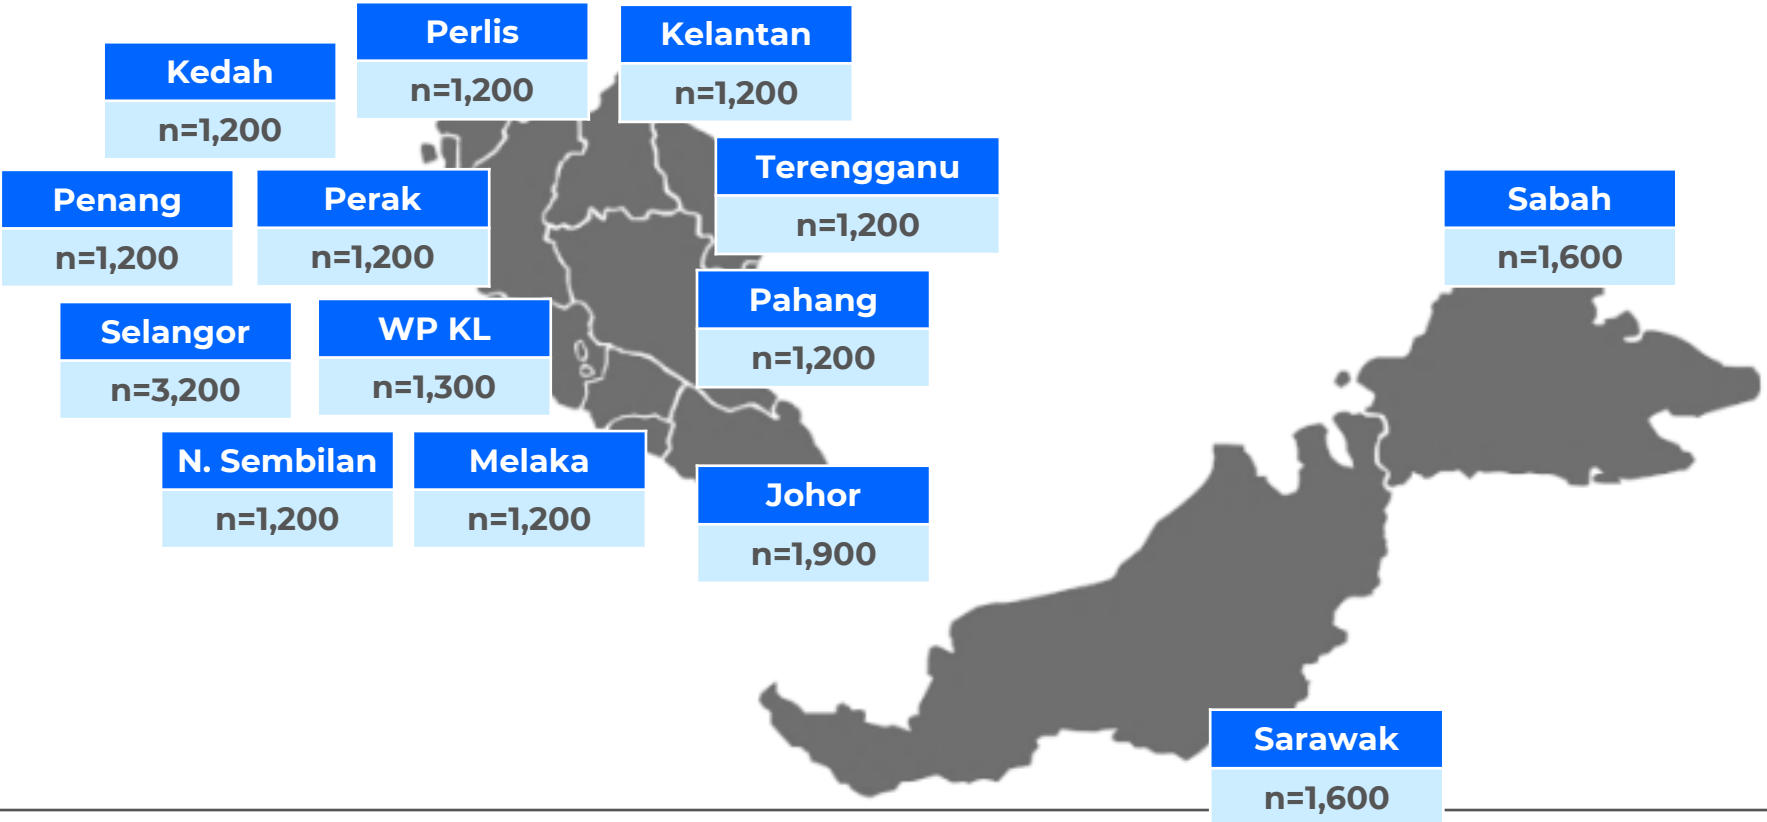 Perlis
n=1,200
Kelantan
n=1,200
Kedah
n=1,200
Terengganu
n=1,200
Penang
n=1,200
Perak
n=1,200
Sabah
n=1,600
Pahang
n=1,200
Selangor
n=3,200
WP KL
n=1,300
N. Sembilan
n=1,200
Melaka
n=1,200
Johor
n=1,900
Sarawak
n=1,600